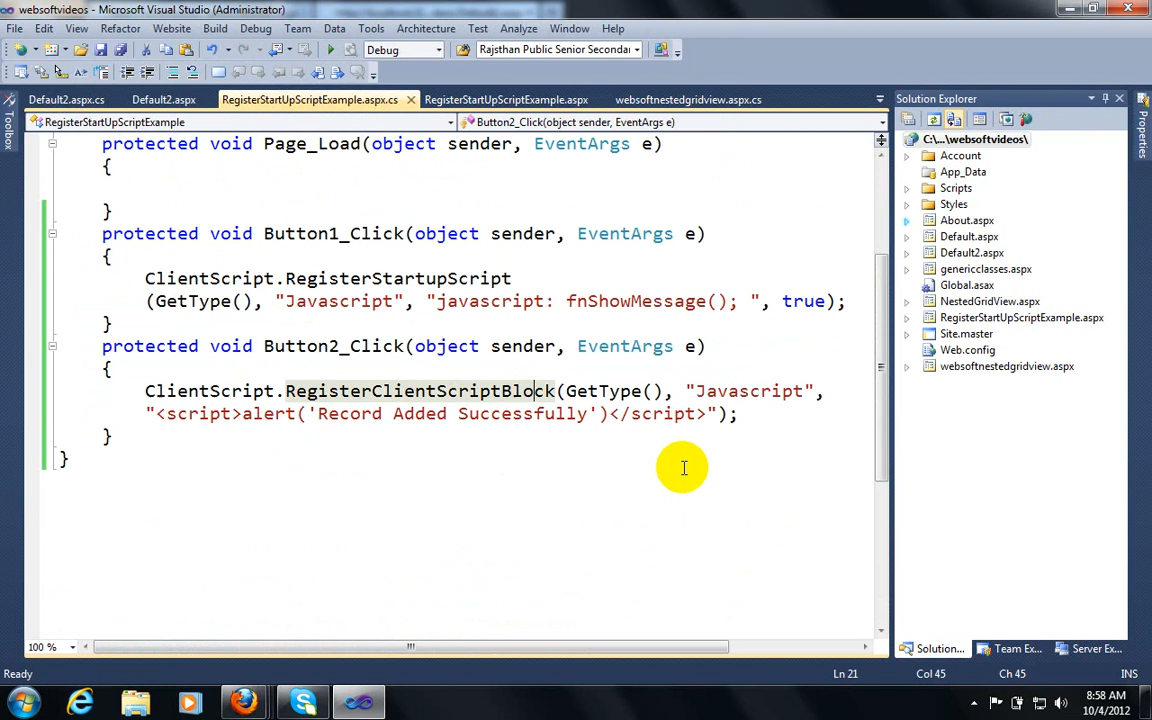 websoftvideos - Microsoft Visual Studio (Administrator)
File Edit View Refactor Website Build Debug Team Data Tools Architecture Test Analyze Window Help
Debug Rajasthan Public Senior Secondar
Default2.aspx.cs Default2.aspx RegisterStartUpScriptExample.aspx.cs RegisterStartUpScriptExample.aspx websoftnestedgridview.aspx.cs
RegisterStartUpScriptExample Button2_Click(object sender, EventArgs e)
Toolbox
protected void Page_Load(object sender, EventArgs e)
{
}
protected void Button1_Click(object sender, EventArgs e)
{
ClientScript.RegisterStartupScript
(GetType(), "Javascript", "javascript: fnShowMessage(); ", true);
}
protected void Button2_Click(object sender, EventArgs e)
{
ClientScript.RegisterClientScriptBlock(GetType(), "Javascript",
"<script>alert('Record Added Successfully')</script>");
}
}
100 %
Solution Explorer
C:\...\websoftvideos\
Account
App_Data
Scripts
Styles
About.aspx
Default.aspx
Default2.aspx
genericclasses.aspx
Global.asax
NestedGridView.aspx
RegisterStartUpScriptExample.aspx
Site.master
Web.config
websoftnestedgridview.aspx
Solution... Team Ex... Server Ex...
Properties
Ready Ln 21 Col 45 Ch 45 INS
8:58 AM
10/4/2012